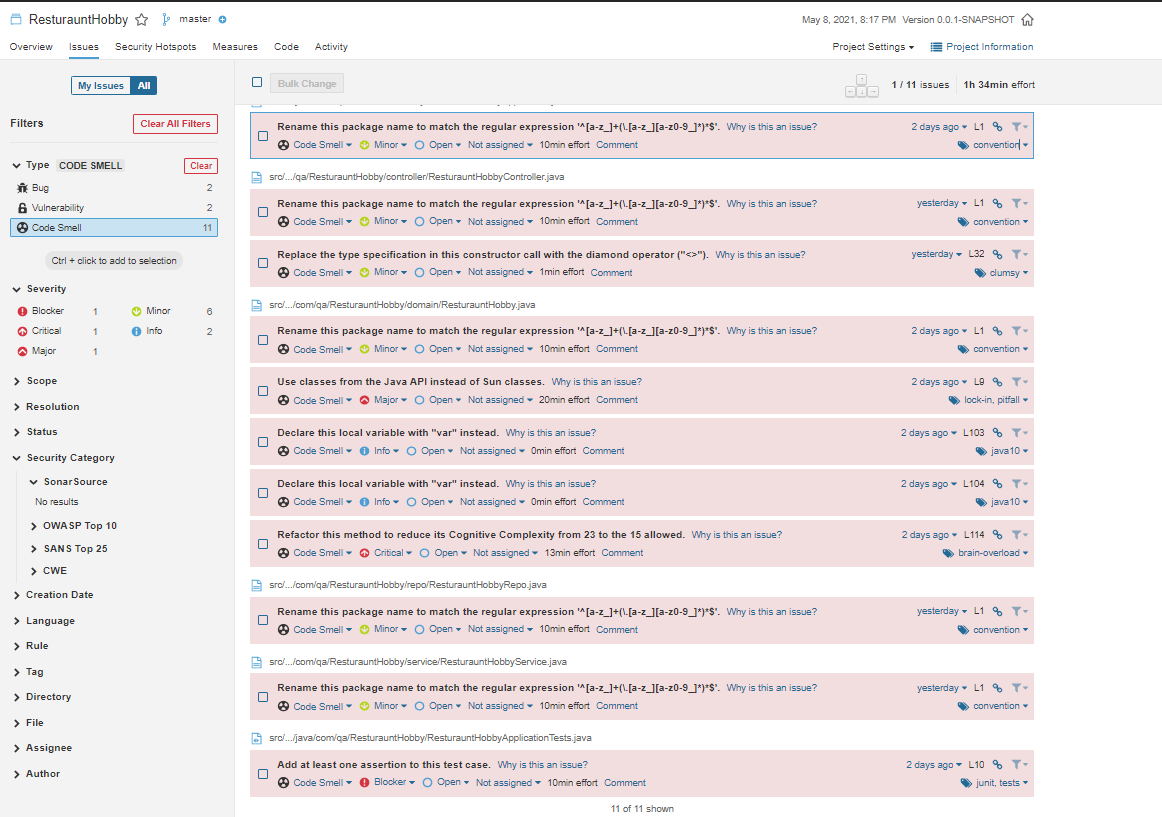 ResturauntHobby master
May 8, 2021, 8:17 PM Version 0.0.1-SNAPSHOT
Overview Issues Security Hotspots Measures Code Activity
Project Settings Project Information
My Issues All
Bulk Change
1 / 11 issues 1h 34min effort
Filters Clear All Filters
Type CODE SMELL Clear
Bug 2
Vulnerability 2
Code Smell 11
Ctrl + click to add to selection
Severity
Blocker 1 Minor 6
Critical 1 Info 2
Major 1
Scope
Resolution
Status
Security Category
SonarSource
No results
OWASP Top 10
SANS Top 25
CWE
Creation Date
Language
Rule
Tag
Directory
File
Assignee
Author
Rename this package name to match the regular expression '^[a-z_]+(\.[a-z_][a-z0-9_]*)*$'. Why is this an issue? 2 days ago L1
Code Smell Minor Open Not assigned 10min effort Comment convention
src/.../qa/ResturauntHobby/controller/ResturauntHobbyController.java
Rename this package name to match the regular expression '^[a-z_]+(\.[a-z_][a-z0-9_]*)*$'. Why is this an issue? yesterday L1
Code Smell Minor Open Not assigned 10min effort Comment convention
Replace the type specification in this constructor call with the diamond operator ("<>"). Why is this an issue? yesterday L32
Code Smell Minor Open Not assigned 1min effort Comment clumsy
src/.../com/qa/ResturauntHobby/domain/ResturauntHobby.java
Rename this package name to match the regular expression '^[a-z_]+(\.[a-z_][a-z0-9_]*)*$'. Why is this an issue? 2 days ago L1
Code Smell Minor Open Not assigned 10min effort Comment convention
Use classes from the Java API instead of Sun classes. Why is this an issue? 2 days ago L9
Code Smell Major Open Not assigned 20min effort Comment lock-in, pitfall
Declare this local variable with "var" instead. Why is this an issue? 2 days ago L103
Code Smell Info Open Not assigned 0min effort Comment java10
Declare this local variable with "var" instead. Why is this an issue? 2 days ago L104
Code Smell Info Open Not assigned 0min effort Comment java10
Refactor this method to reduce its Cognitive Complexity from 23 to the 15 allowed. Why is this an issue? 2 days ago L114
Code Smell Critical Open Not assigned 13min effort Comment brain-overload
src/.../com/qa/ResturauntHobby/repo/ResturauntHobbyRepo.java
Rename this package name to match the regular expression '^[a-z_]+(\.[a-z_][a-z0-9_]*)*$'. Why is this an issue? yesterday L1
Code Smell Minor Open Not assigned 10min effort Comment convention
src/.../com/qa/ResturauntHobby/service/ResturauntHobbyService.java
Rename this package name to match the regular expression '^[a-z_]+(\.[a-z_][a-z0-9_]*)*$'. Why is this an issue? yesterday L1
Code Smell Minor Open Not assigned 10min effort Comment convention
src/.../java/com/qa/ResturauntHobby/ResturauntHobbyApplicationTests.java
Add at least one assertion to this test case. Why is this an issue? 2 days ago L10
Code Smell Blocker Open Not assigned 10min effort Comment junit, tests
11 of 11 shown